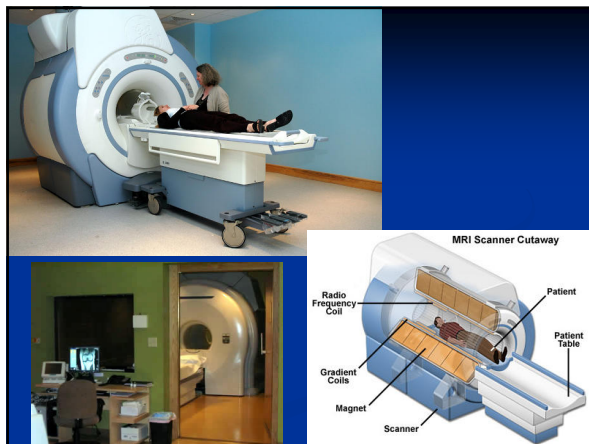 MRI Scanner Cutaway
Radio
Frequency
Coil
Patient
Patient
Table
Gradient
Coils
Magnet
Scanner